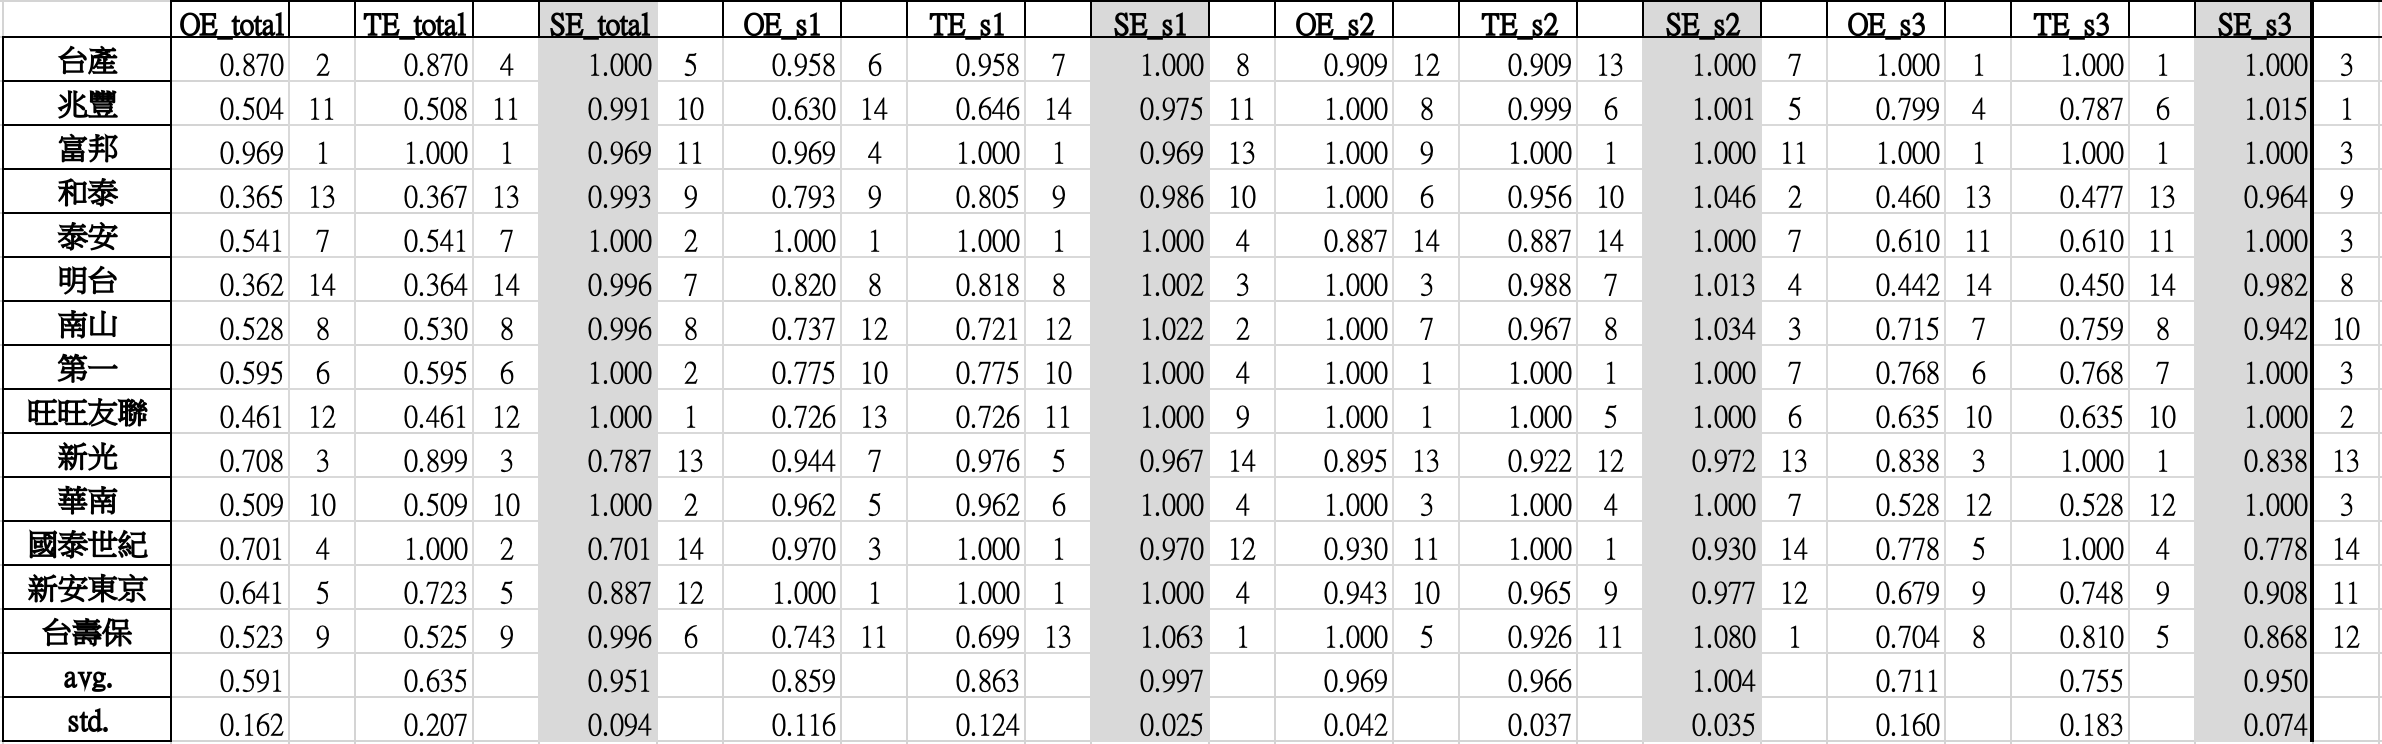 OE_total TE_total SE_total OE_s1 TE_s1 SE_s1 OE_s2 TE_s2 SE_s2 OE_s3 TE_s3 SE_s3
台產 0.870 2 0.870 4 1.000 5 0.958 6 0.958 7 1.000 8 0.909 12 0.909 13 1.000 7 1.000 1 1.000 1 1.000 3
兆豐 0.504 11 0.508 11 0.991 10 0.630 14 0.646 14 0.975 11 1.000 8 0.999 6 1.001 5 0.799 4 0.787 6 1.015 1
富邦 0.969 1 1.000 1 0.969 11 0.969 4 1.000 1 0.969 13 1.000 9 1.000 1 1.000 11 1.000 1 1.000 1 1.000 3
和泰 0.365 13 0.367 13 0.993 9 0.793 9 0.805 9 0.986 10 1.000 6 0.956 10 1.046 2 0.460 13 0.477 13 0.964 9
泰安 0.541 7 0.541 7 1.000 2 1.000 1 1.000 1 1.000 4 0.887 14 0.887 14 1.000 7 0.610 11 0.610 11 1.000 3
明台 0.362 14 0.364 14 0.996 7 0.820 8 0.818 8 1.002 3 1.000 3 0.988 7 1.013 4 0.442 14 0.450 14 0.982 8
南山 0.528 8 0.530 8 0.996 8 0.737 12 0.721 12 1.022 2 1.000 7 0.967 8 1.034 3 0.715 7 0.759 8 0.942 10
第一 0.595 6 0.595 6 1.000 2 0.775 10 0.775 10 1.000 4 1.000 1 1.000 1 1.000 7 0.768 6 0.768 7 1.000 3
旺旺友聯 0.461 12 0.461 12 1.000 1 0.726 13 0.726 11 1.000 9 1.000 1 1.000 5 1.000 6 0.635 10 0.635 10 1.000 2
新光 0.708 3 0.899 3 0.787 13 0.944 7 0.976 5 0.967 14 0.895 13 0.922 12 0.972 13 0.838 3 1.000 1 0.838 13
華南 0.509 10 0.509 10 1.000 2 0.962 5 0.962 6 1.000 4 1.000 3 1.000 4 1.000 7 0.528 12 0.528 12 1.000 3
國泰世紀 0.701 4 1.000 2 0.701 14 0.970 3 1.000 1 0.970 12 0.930 11 1.000 1 0.930 14 0.778 5 1.000 4 0.778 14
新安東京 0.641 5 0.723 5 0.887 12 1.000 1 1.000 1 1.000 4 0.943 10 0.965 9 0.977 12 0.679 9 0.748 9 0.908 11
台壽保 0.523 9 0.525 9 0.996 6 0.743 11 0.699 13 1.063 1 1.000 5 0.926 11 1.080 1 0.704 8 0.810 5 0.868 12
avg. 0.591 0.635 0.951 0.859 0.863 0.997 0.969 0.966 1.004 0.711 0.755 0.950
std. 0.162 0.207 0.094 0.116 0.124 0.025 0.042 0.037 0.035 0.160 0.183 0.074